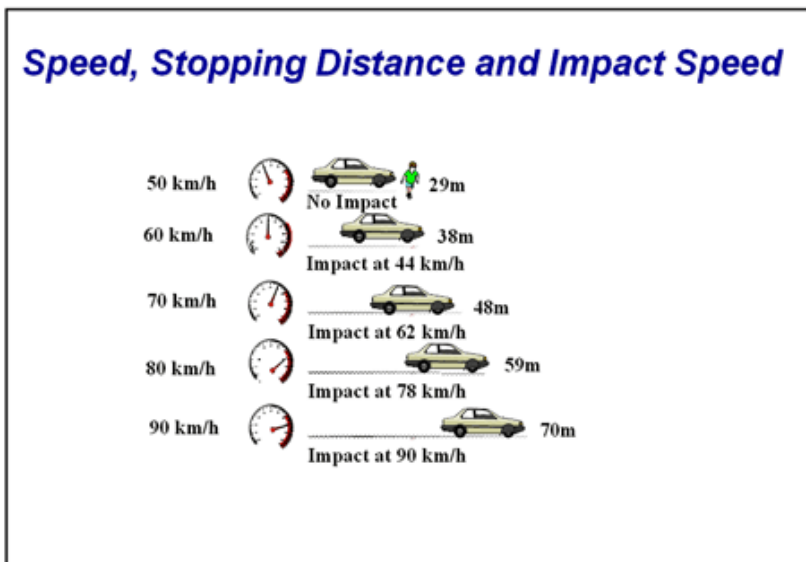 Speed, Stopping Distance and Impact Speed
50 km/h 29m
No Impact
60 km/h 38m
Impact at 44 km/h
70 km/h 48m
Impact at 62 km/h
80 km/h 59m
Impact at 78 km/h
90 km/h 70m
Impact at 90 km/h